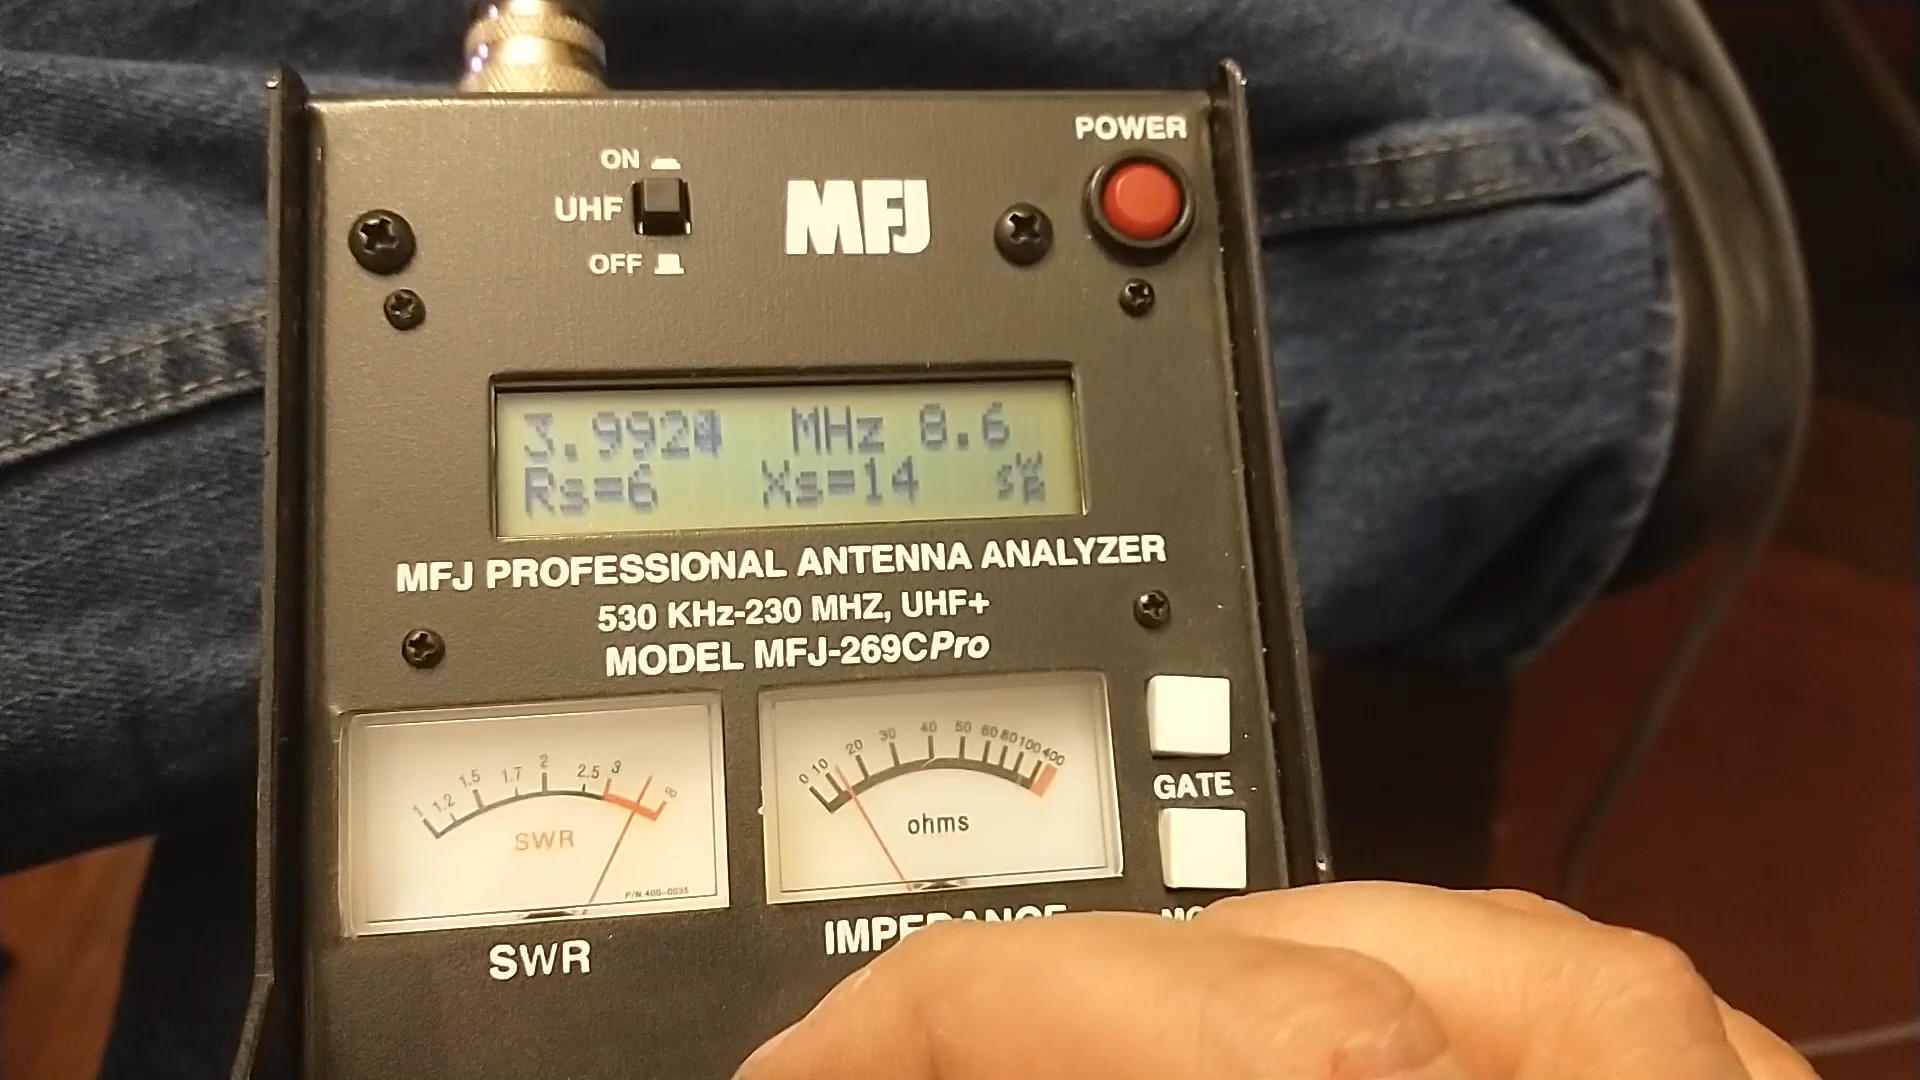 POWER
ON
UHF
OFF
MFJ
3.9924 MHz 8.6
Rs=6 Xs=14 SWR
MFJ PROFESSIONAL ANTENNA ANALYZER
530 KHz-230 MHZ, UHF+
MODEL MFJ-269CPro
1 1.2 1.5 1.7 2 2.5 3 ∞
SWR
P/N 400-0035
0 10 20 30 40 50 60 80 100 400
ohms
GATE
SWR